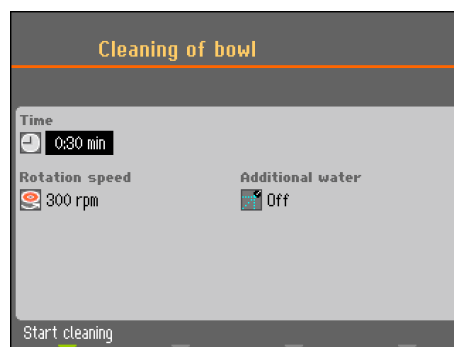 Cleaning of bowl
Time
0:30 min
Rotation speed
Additional water
300 rpm
Off
Start cleaning